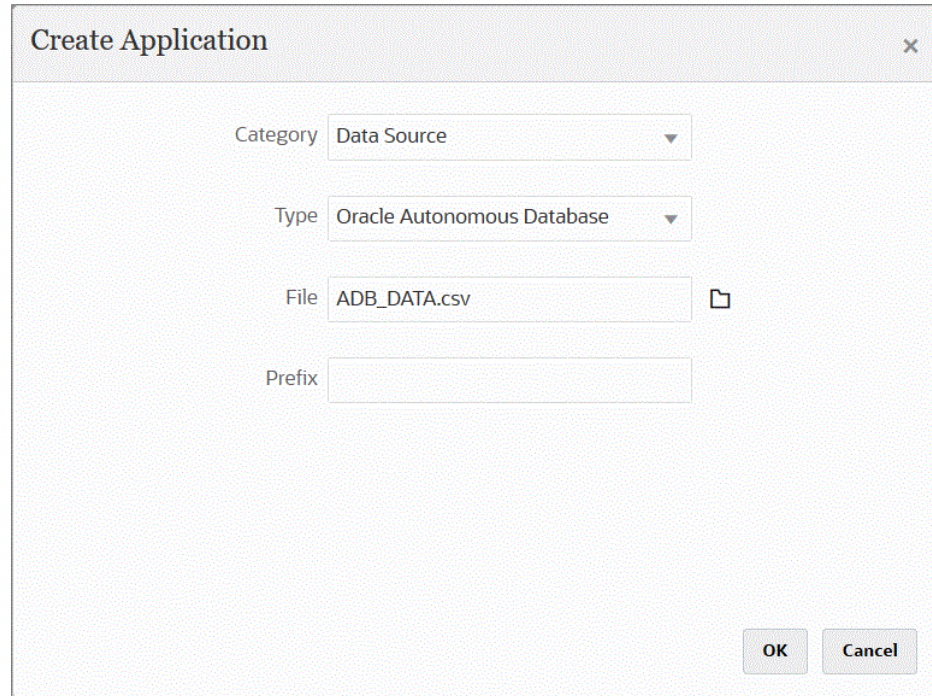 Create Application
×
Category Data Source
Type Oracle Autonomous Database
File ADB_DATA.csv
Prefix
OK Cancel